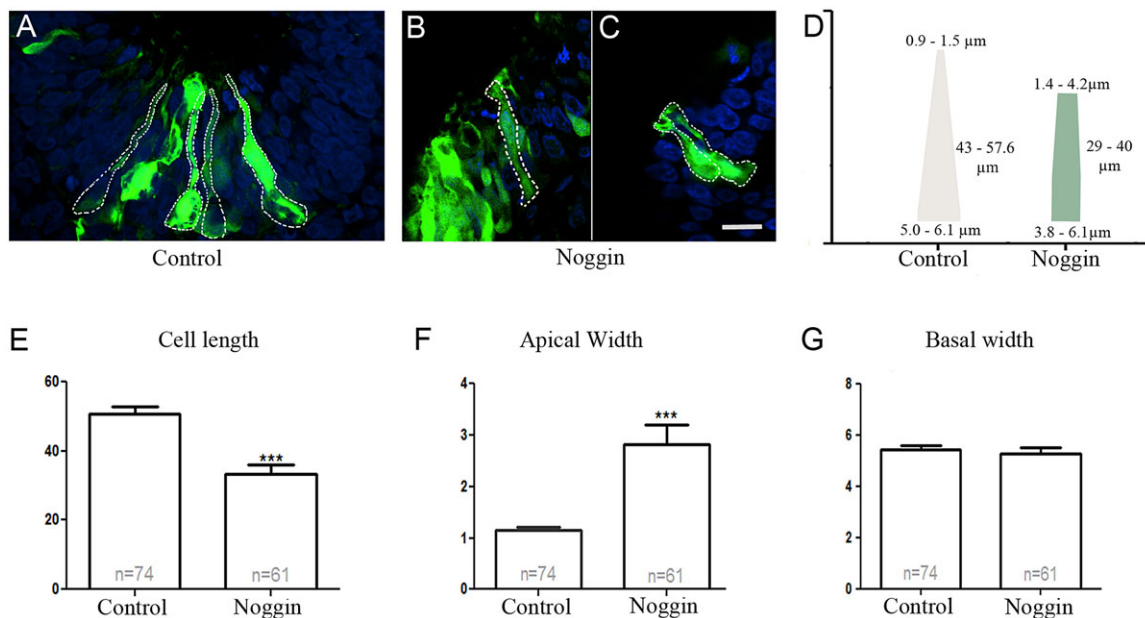 A
B
C
D
Control
Noggin
0.9 - 1.5 µm
1.4 - 4.2µm
43 - 57.6
µm
29 - 40
µm
5.0 - 6.1 µm
3.8 - 6.1µm
Control
Noggin
E
Cell length
60
40
20
0
***
n=74
n=61
Control
Noggin
F
Apical Width
4
3
2
1
0
***
n=74
n=61
Control
Noggin
G
Basal width
8
6
4
2
0
n=74
n=61
Control
Noggin